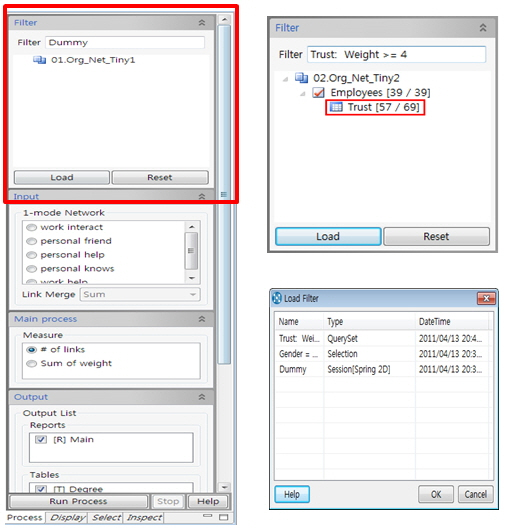 Filter
Filter Dummy
01.Org_Net_Tiny1
Load Reset
Input
1-mode Network
work interact
personal friend
personal help
personal knows
work help
Link Merge Sum
Main process
Measure
# of links
Sum of weight
Output
Output List
Reports
[R] Main
Tables
[T] Degree
Run Process Stop Help
Process Display Select Inspect
Filter
Filter Trust: Weight >= 4
02.Org_Net_Tiny2
Employees [39 / 39]
Trust [57 / 69]
Load Reset
Load Filter
Name Type DateTime
Trust: Wei... QuerySet 2011/04/13 20:4...
Gender = ... Selection 2011/04/13 20:3...
Dummy Session[Spring 2D] 2011/04/13 20:3...
Help OK Cancel